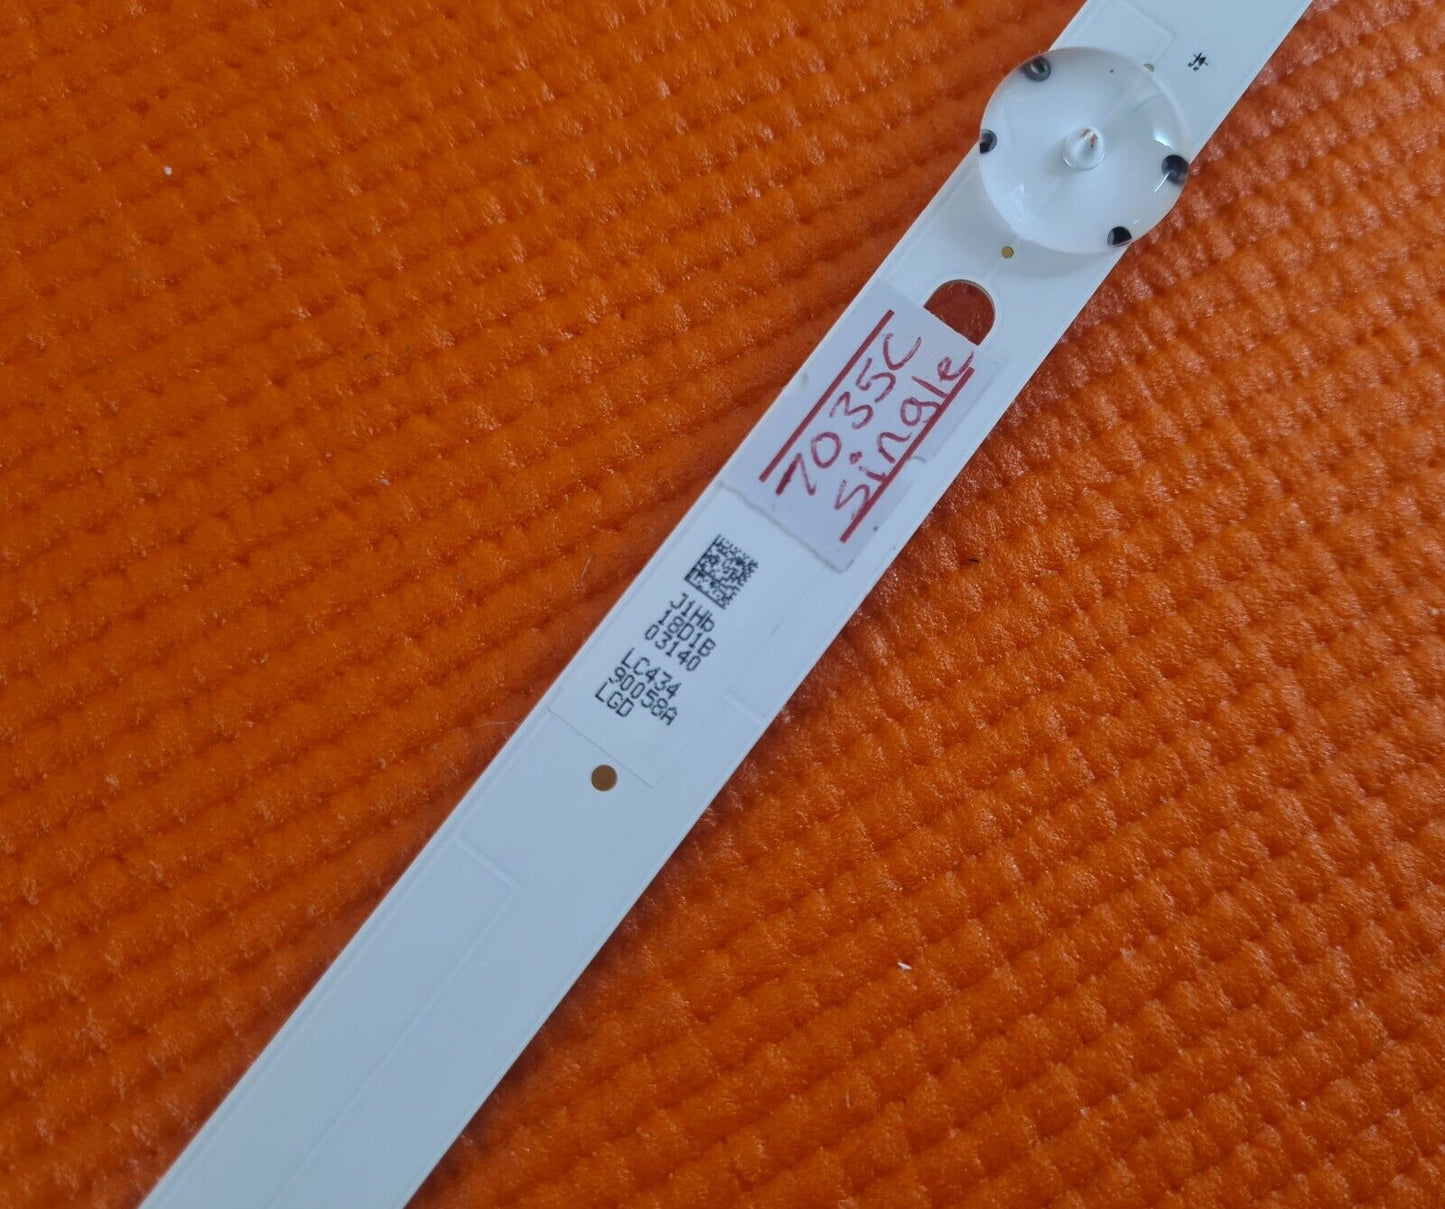 7035C
single
J1Hb
18D1B
03140
LC434
90058A
LGD